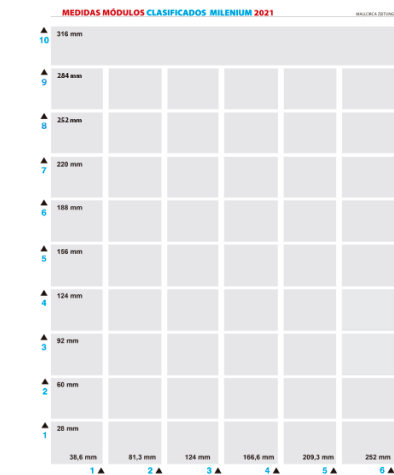 MEDIDAS MÓDULOS CLASIFICADOS MILENIUM 2021
MALLORCA ZEITUNG
10 316 mm
9 284 mm
8 252 mm
7 220 mm
6 188 mm
5 156 mm
4 124 mm
3 92 mm
2 60 mm
1 28 mm
38,6 mm 81,3 mm 124 mm 166,6 mm 209,3 mm 252 mm
1 2 3 4 5 6